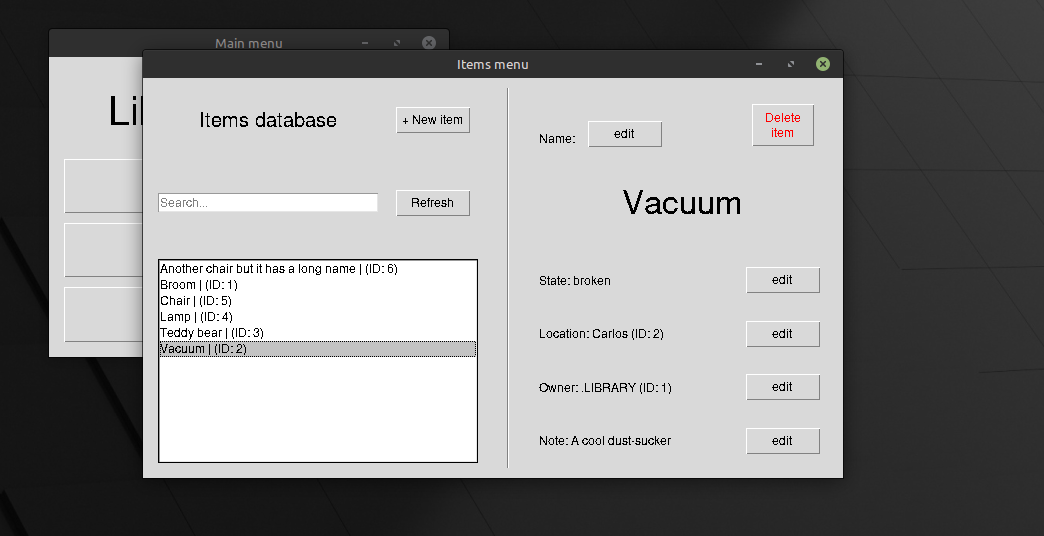 Main menu
Items menu
Items database
+ New item
Search...
Refresh
Another chair but it has a long name | (ID: 6)
Broom | (ID: 1)
Chair | (ID: 5)
Lamp | (ID: 4)
Teddy bear | (ID: 3)
Vacuum | (ID: 2)
Name:
edit
Delete
item
Vacuum
State: broken
edit
Location: Carlos (ID: 2)
edit
Owner: .LIBRARY (ID: 1)
edit
Note: A cool dust-sucker
edit